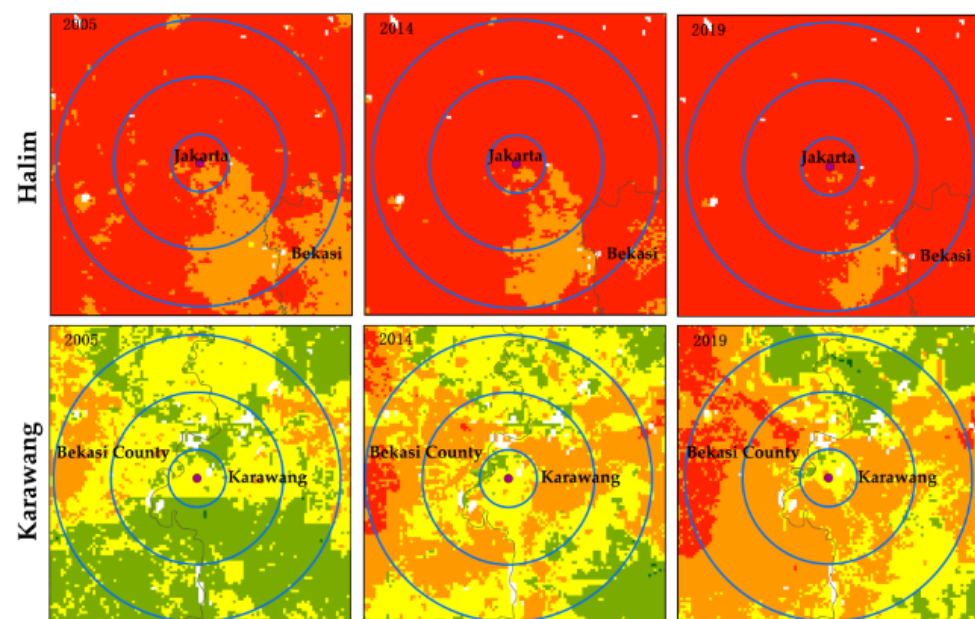 2005
2014
2019
Halim
Jakarta
Jakarta
Jakarta
Bekasi
Bekasi
Bekasi
2005
2014
2019
Karawang
Bekasi County
Bekasi County
Bekasi County
Karawang
Karawang
Karawang